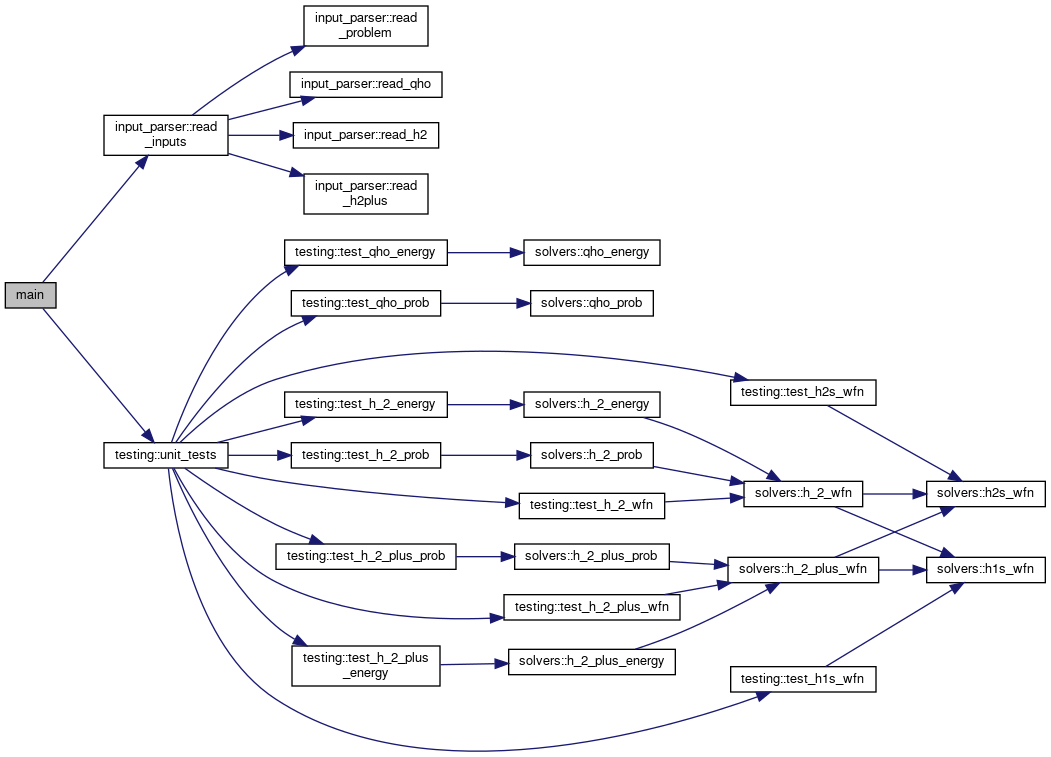 input_parser::read
_problem
input_parser::read_qho
input_parser::read
_inputs
input_parser::read_h2
input_parser::read
_h2plus
testing::test_qho_energy
solvers::qho_energy
main
testing::test_qho_prob
solvers::qho_prob
testing::test_h2s_wfn
testing::test_h_2_energy
solvers::h_2_energy
testing::unit_tests
testing::test_h_2_prob
solvers::h_2_prob
solvers::h_2_wfn
solvers::h2s_wfn
testing::test_h_2_wfn
testing::test_h_2_plus_prob
solvers::h_2_plus_prob
solvers::h_2_plus_wfn
solvers::h1s_wfn
testing::test_h_2_plus_wfn
testing::test_h_2_plus
_energy
solvers::h_2_plus_energy
testing::test_h1s_wfn